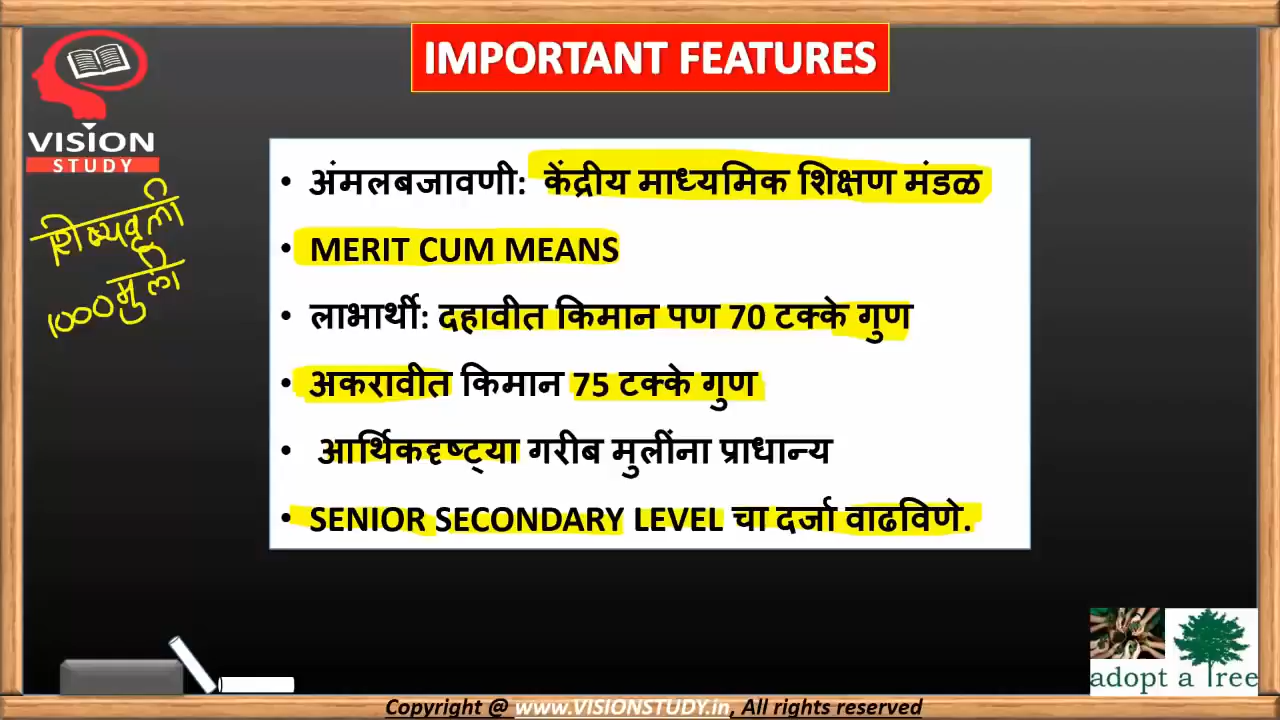 IMPORTANT FEATURES
VISION
STUDY
शिष्यवृत्ती
1000 मुली
• अंमलबजावणी: केंद्रीय माध्यमिक शिक्षण मंडळ
• MERIT CUM MEANS
• लाभार्थी: दहावीत किमान पण 70 टक्के गुण
• अकरावीत किमान 75 टक्के गुण
• आर्थिकदृष्ट्या गरीब मुलींना प्राधान्य
• SENIOR SECONDARY LEVEL चा दर्जा वाढविणे.
adopt a Tree
Copyright @ www.VISIONSTUDY.in, All rights reserved